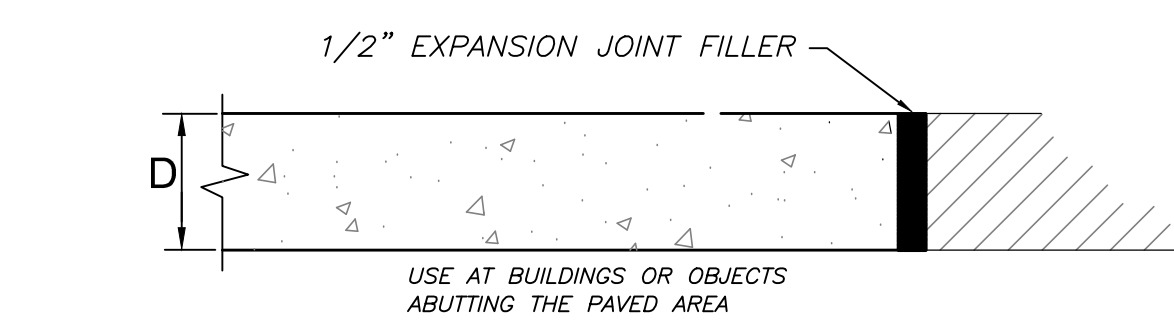 1/2” EXPANSION JOINT FILLER
D
USE AT BUILDINGS OR OBJECTS
ABUTTING THE PAVED AREA